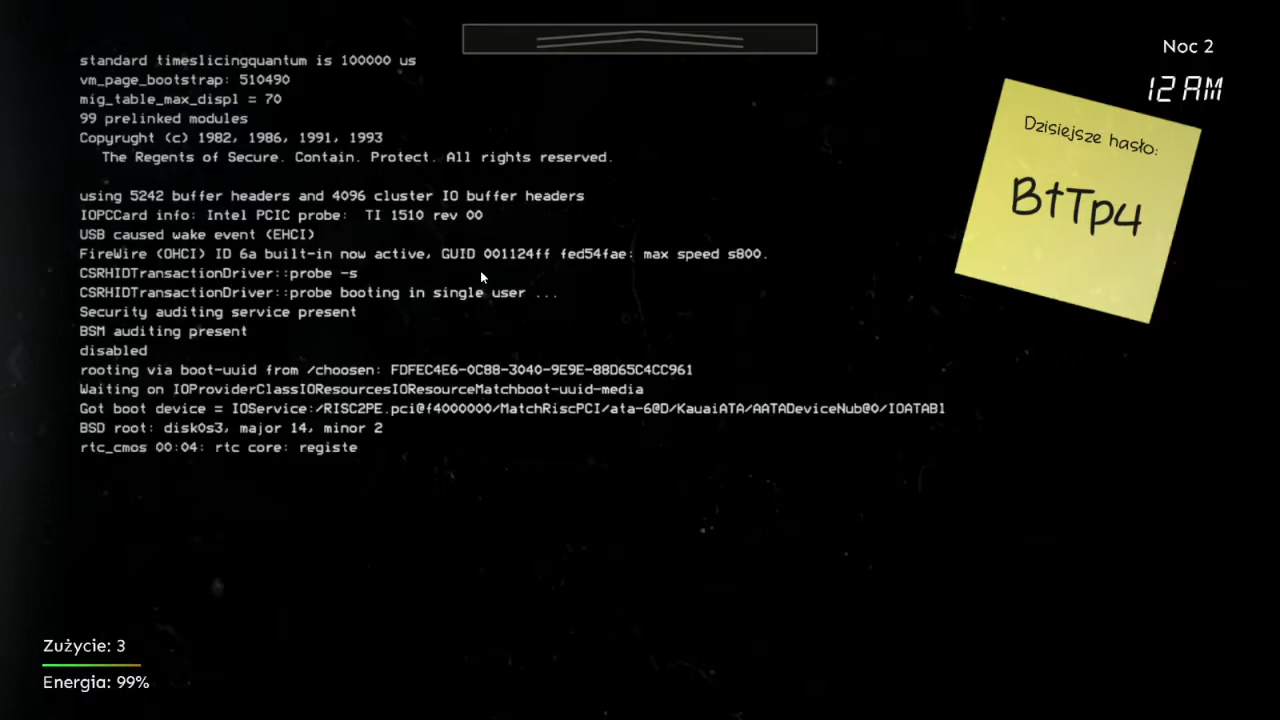 standard timeslicingquantum is 100000 us
vm_page_bootstrap: 510490
mig_table_max_displ = 70
99 prelinked modules
Copyrught (c) 1982, 1986, 1991, 1993
The Regents of Secure. Contain. Protect. All rights reserved.
using 5242 buffer headers and 4096 cluster IO buffer headers
IOPCCard info: Intel PCIC probe: TI 1510 rev 00
USB caused wake event (EHCI)
FireWire (OHCI) ID 6a built-in now active, GUID 001124ff fed54fae: max speed s800.
CSRHIDTransactionDriver::probe -s
CSRHIDTransactionDriver::probe booting in single user ...
Security auditing service present
BSM auditing present
disabled
rooting via boot-uuid from /choosen: FDFEC4E6-0C88-3040-9E9E-88D65C4CC961
Waiting on IOProviderClassIOResourcesIOResourceMatchboot-uuid-media
Got boot device = IOService:/RISC2PE.pci@f4000000/MatchRiscPCI/ata-6@D/KauaiATA/AATADeviceNub@0/IOATABl
BSD root: disk0s3, major 14, minor 2
rtc_cmos 00:04: rtc core: registe
Noc 2
12 AM
Dzisiejsze hasło:
BtTp4
Zużycie: 3
Energia: 99%